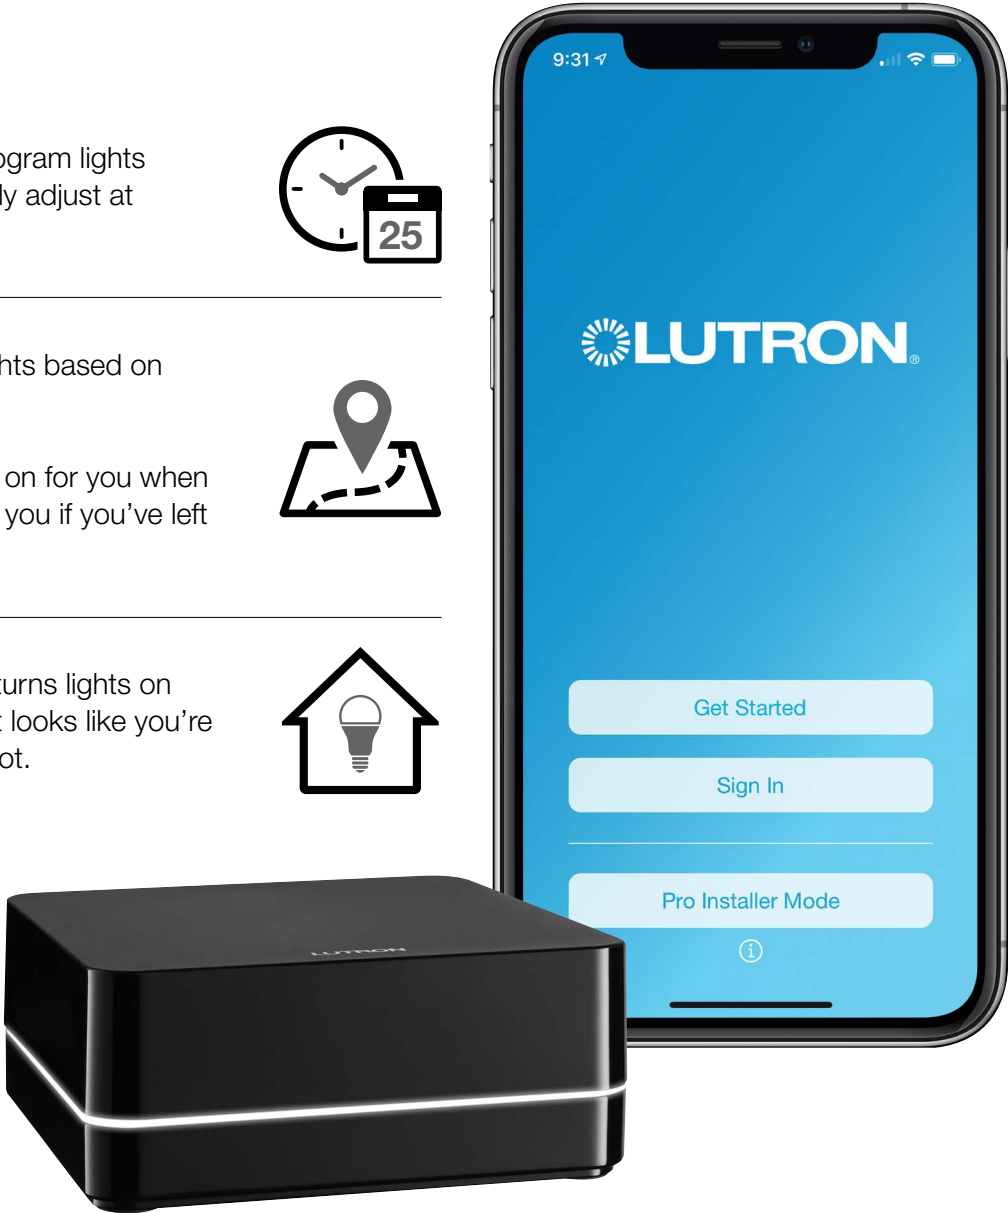 ogram lights
ly adjust at
25
hts based on
on for you when
you if you've left
turns lights on
t looks like you're
ot.
9:31
LUTRON®
Get Started
Sign In
Pro Installer Mode
LUTRON